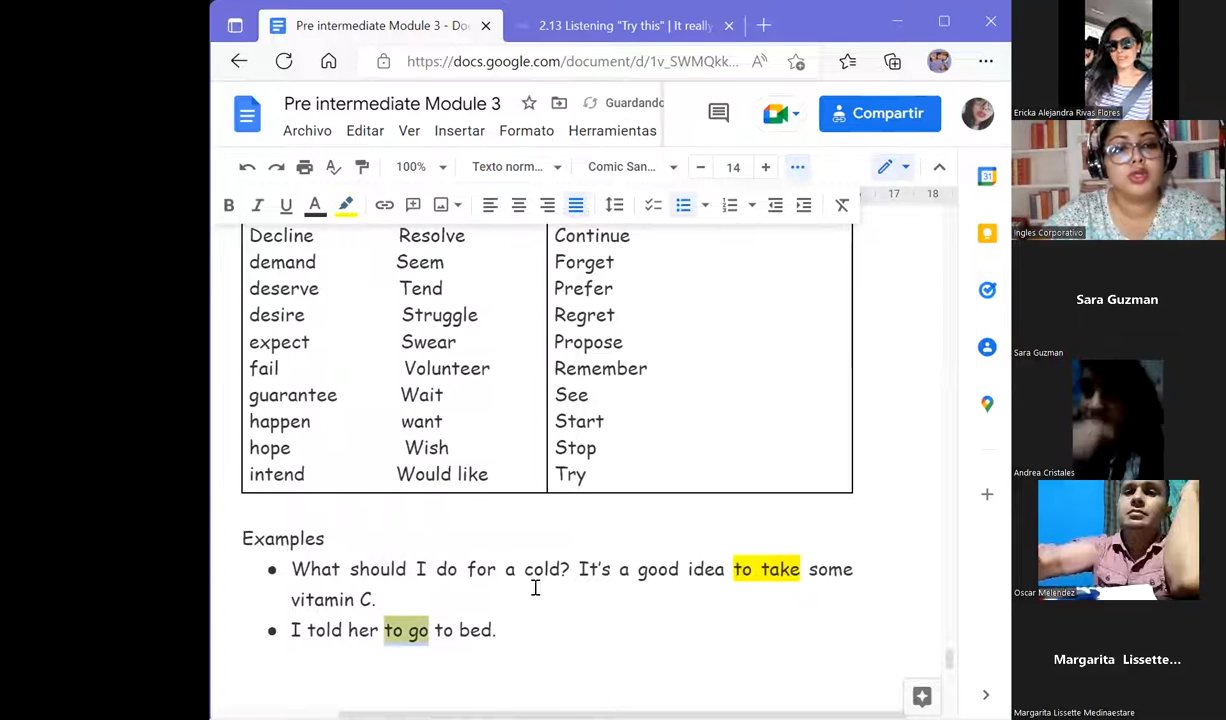 Pre intermediate Module 3 - Doc
2.13 Listening "Try this" | It really
https://docs.google.com/document/d/1v_SWMQkk...
Pre intermediate Module 3
Guardando
Archivo Editar Ver Insertar Formato Herramientas
Compartir
100% Texto norm... Comic San... 14
17 18
Decline Resolve Continue
demand Seem Forget
deserve Tend Prefer
desire Struggle Regret
expect Swear Propose
fail Volunteer Remember
guarantee Wait See
happen want Start
hope Wish Stop
intend Would like Try
Examples
● What should I do for a cold? It's a good idea to take some
vitamin C.
● I told her to go to bed.
Ericka Alejandra Rivas Flores
Ingles Corporativo
Sara Guzman
Sara Guzman
Andrea Cristales
Oscar Melendez
Margarita Lissette...
Margarita Lissette Medinaestare